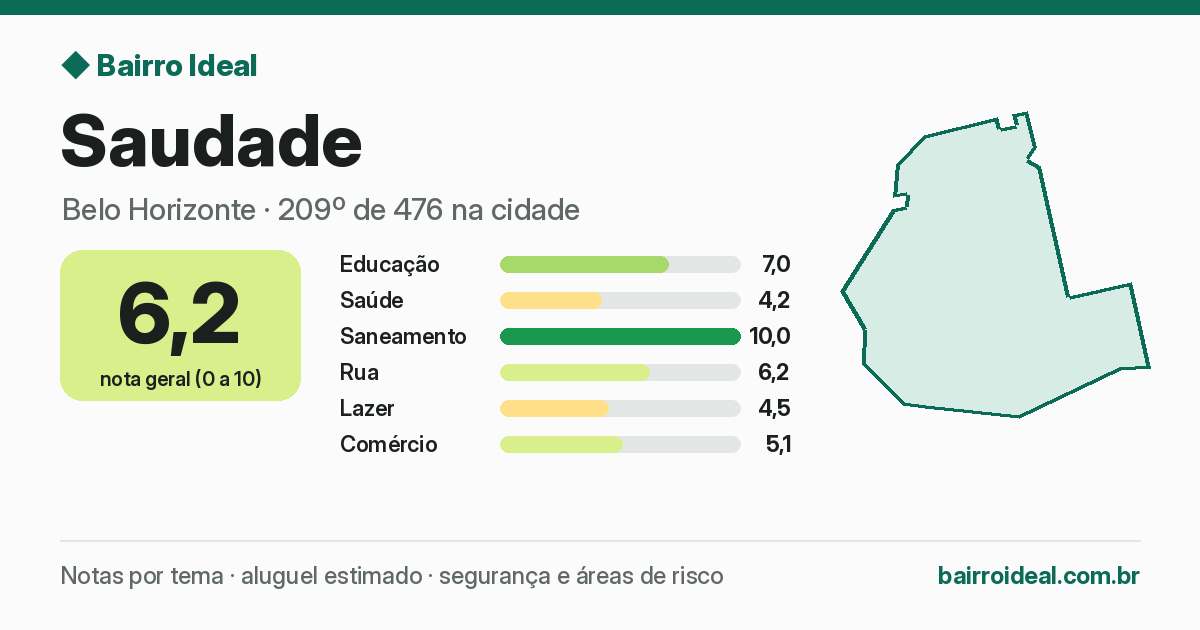 Bairro Ideal
Saudade
Belo Horizonte · 209º de 476 na cidade
6,2
nota geral (0 a 10)
Educação 7,0
Saúde 4,2
Saneamento 10,0
Rua 6,2
Lazer 4,5
Comércio 5,1
Notas por tema · aluguel estimado · segurança e áreas de risco
bairroideal.com.br